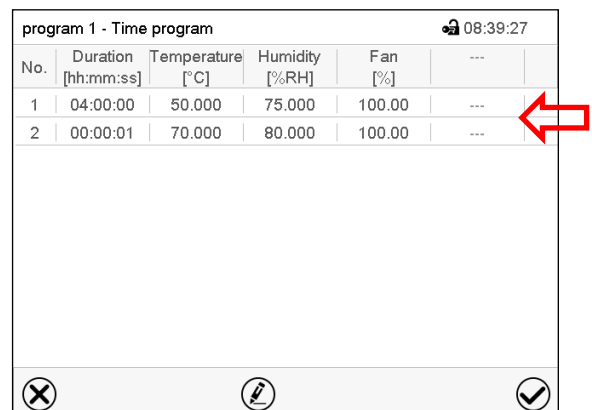 program 1 - Time program 08:39:27
No. Duration [hh:mm:ss] Temperature [°C] Humidity [%RH] Fan [%] ---
1 04:00:00 50.000 75.000 100.00 ---
2 00:00:01 70.000 80.000 100.00 ---